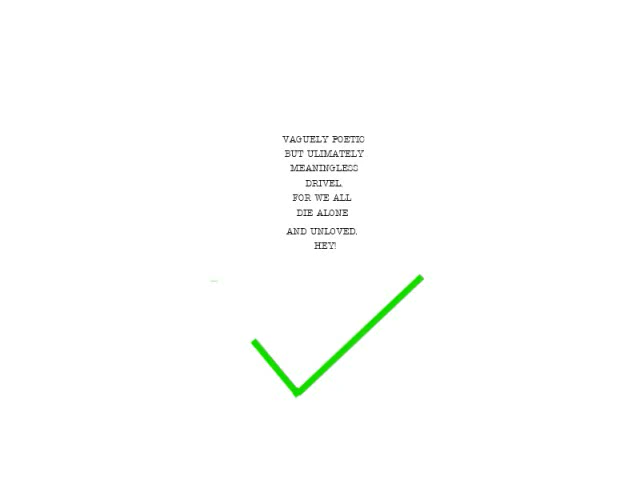 VAGUELY POETIC
BUT ULIMATELY
MEANINGLESS
DRIVEL,
FOR WE ALL
DIE ALONE
AND UNLOVED.
HEY!